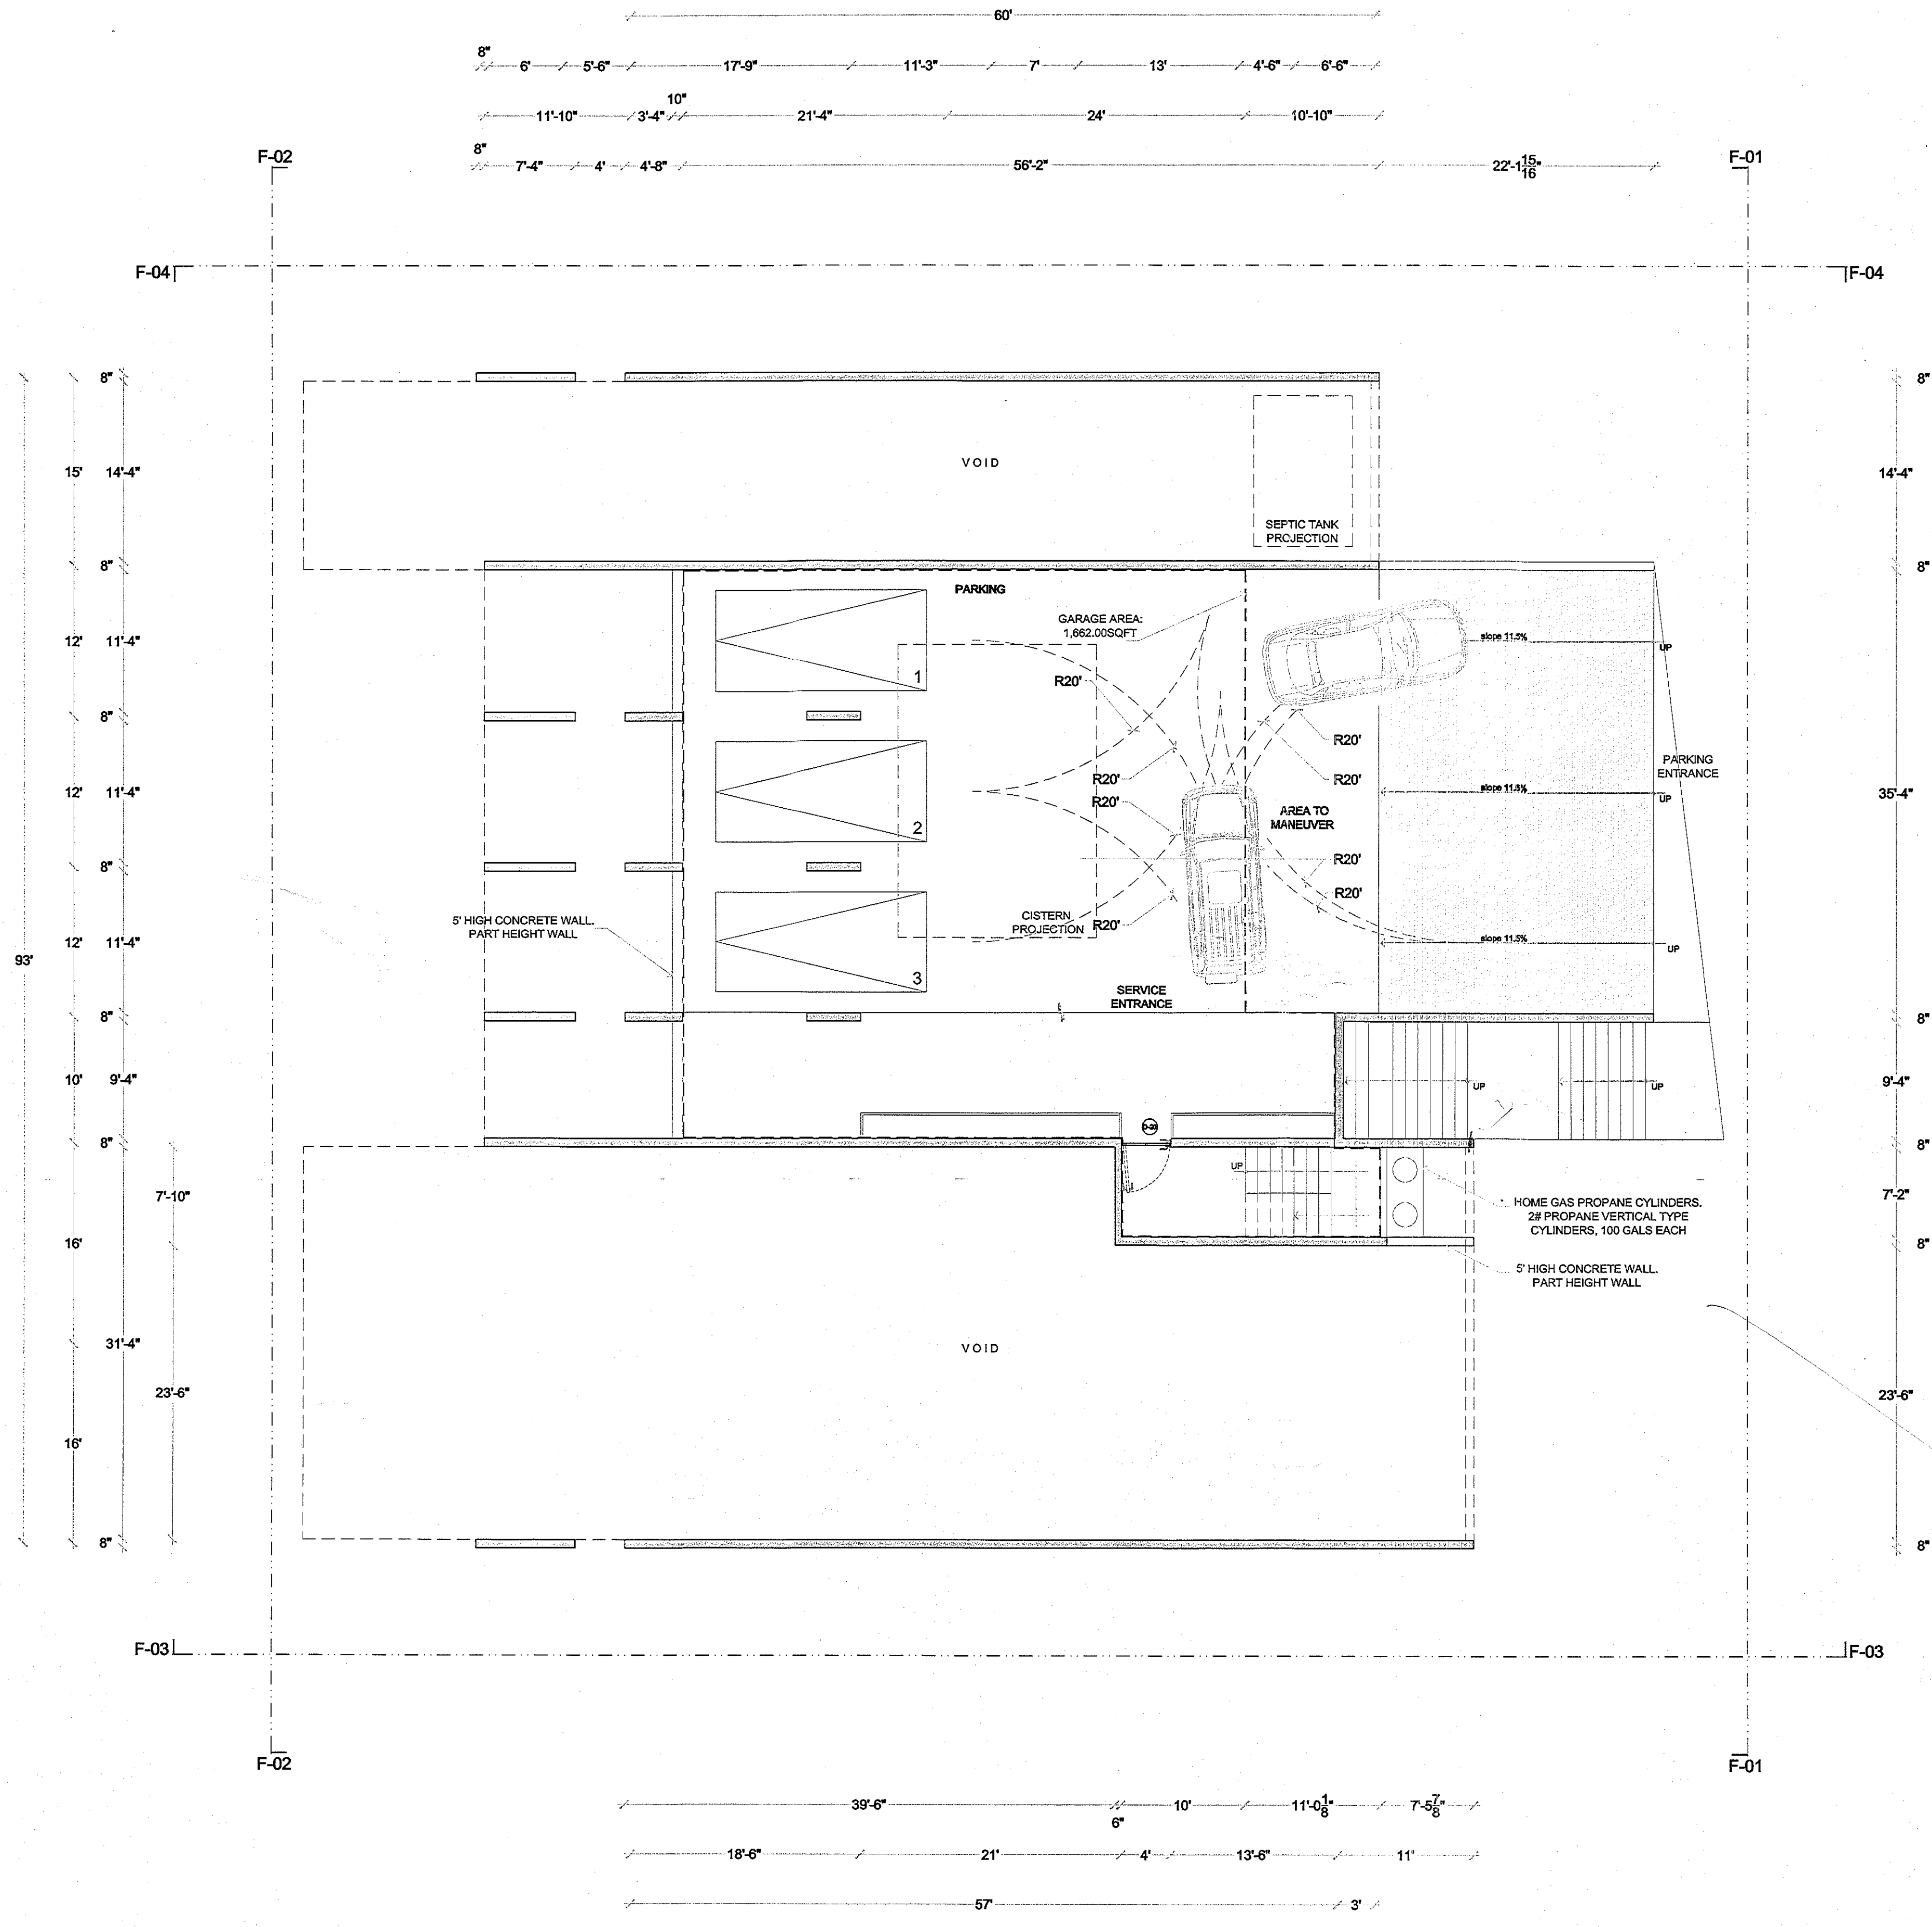 60'
8"
6' 5'-6" 17'-9" 11'-3" 7' 13' 4'-6" 6'-6"
10"
11'-10" 3'-4" 21'-4" 24' 10'-10"
8"
7'-4" 4' 4'-8" 56'-2" 22'-1 15/16"
F-02 F-01
F-04 F-04
8" 8"
15' 14'-4" 14'-4"
VOID
SEPTIC TANK
PROJECTION
8" 8"
PARKING
GARAGE AREA:
1,662.00SQFT
12' 11'-4"
slope 11.5%
UP
1
R20'
8"
R20'
PARKING
ENTRANCE
R20' R20'
12' 11'-4" 35'-4"
slope 11.5%
UP
R20'
AREA TO
MANEUVER
2
R20'
8"
R20'
5' HIGH CONCRETE WALL.
PART HEIGHT WALL
CISTERN
PROJECTION
R20'
12' 11'-4"
slope 11.5%
UP
93'
3
SERVICE
ENTRANCE
8" 8"
10' 9'-4" 9'-4"
UP UP
D-20
8" 8"
UP
7'-10" 7'-2"
HOME GAS PROPANE CYLINDERS.
2# PROPANE VERTICAL TYPE
CYLINDERS, 100 GALS EACH
16' 8"
5' HIGH CONCRETE WALL.
PART HEIGHT WALL
31'-4"
VOID
23'-6" 23'-6"
16'
8" 8"
F-03 F-03
F-02 F-01
39'-6" 10' 11'-0 1/8" 7'-5 7/8"
6"
18'-6" 21' 4' 13'-6" 11'
57' 3'